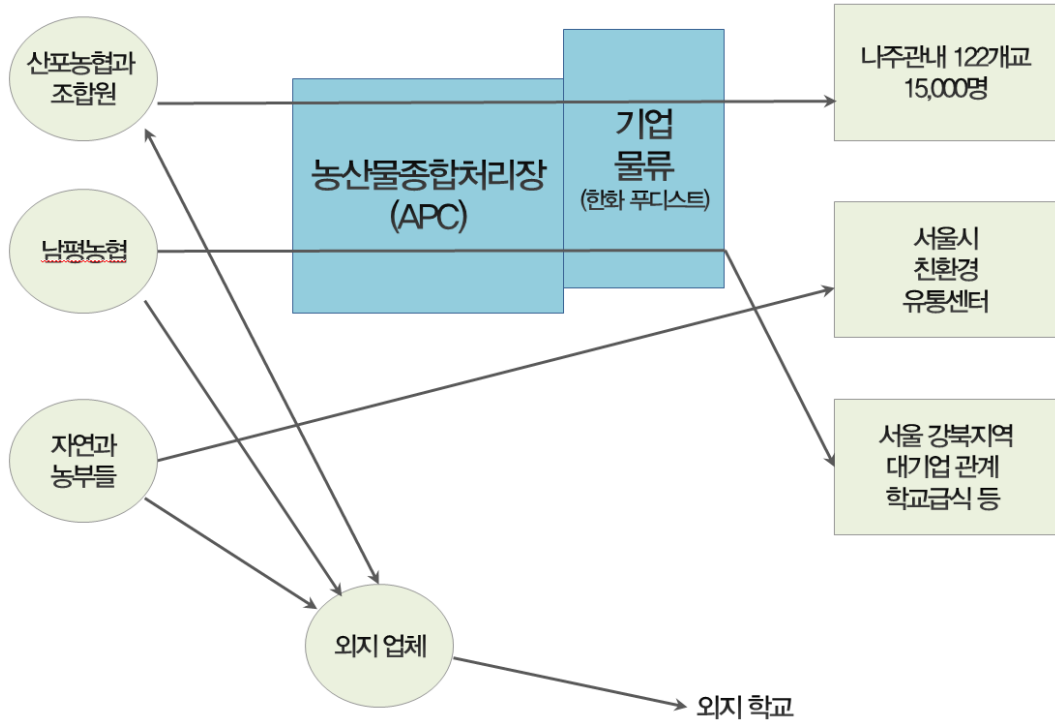 산포농협과
조합원
남평농협
자연과
농부들
농산물종합처리장
(APC)
기업
물류
(한화 푸디스트)
나주관내 122개교
15,000명
서울시
친환경
유통센터
서울 강북지역
대기업 관계
학교급식 등
외지 업체
외지 학교